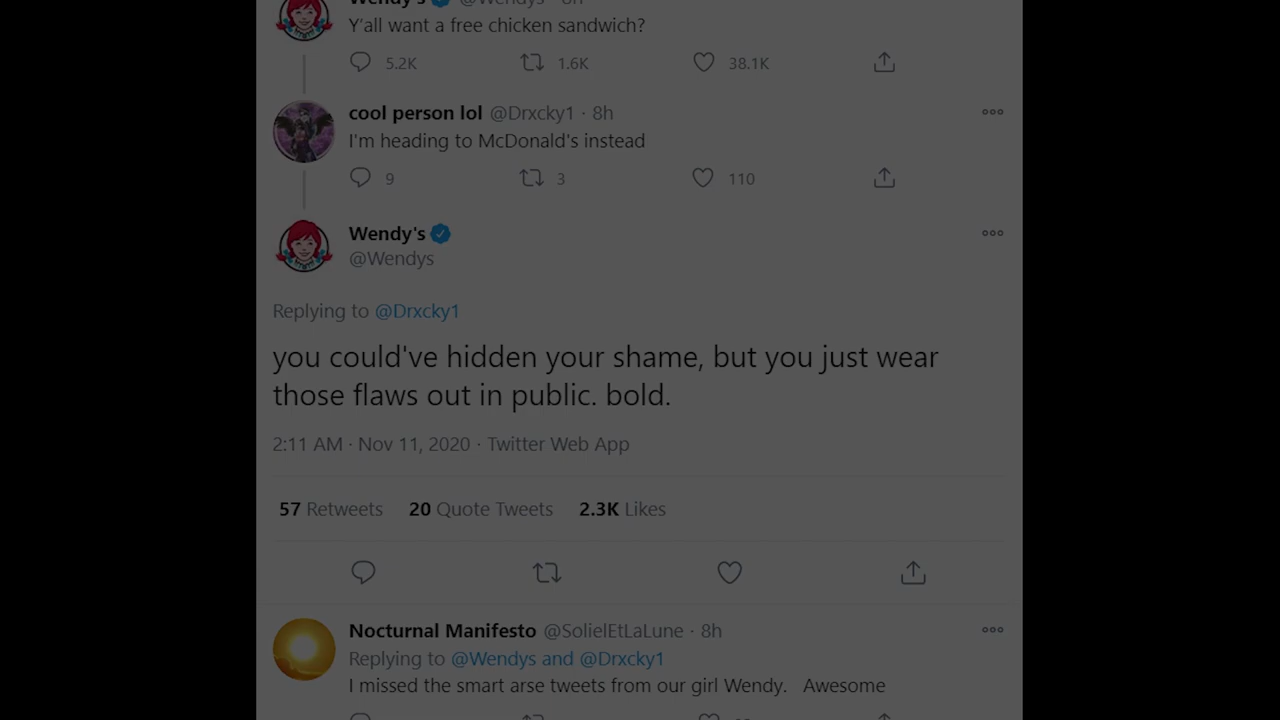 Wendy's @Wendys · 8h
Y'all want a free chicken sandwich?
5.2K 1.6K 38.1K
cool person lol @Drxcky1 · 8h
I'm heading to McDonald's instead
9 3 110
Wendy's
@Wendys
Replying to @Drxcky1
you could've hidden your shame, but you just wear
those flaws out in public. bold.
2:11 AM · Nov 11, 2020 · Twitter Web App
57 Retweets 20 Quote Tweets 2.3K Likes
Nocturnal Manifesto @SolielEtLaLune · 8h
Replying to @Wendys and @Drxcky1
I missed the smart arse tweets from our girl Wendy. Awesome